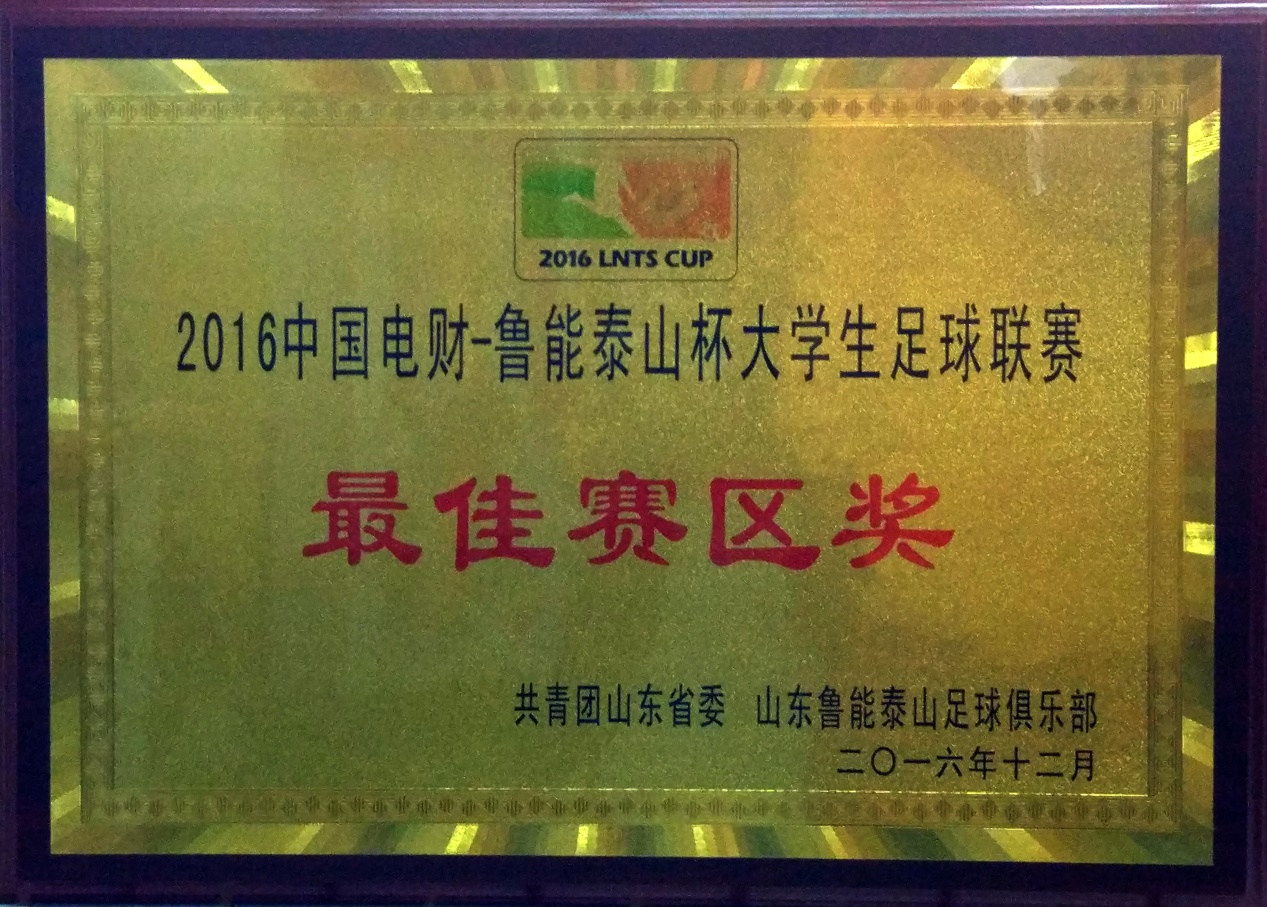 2016 LNTS CUP
2016中国电财-鲁能泰山杯大学生足球联赛
最佳赛区奖
共青团山东省委 山东鲁能泰山足球俱乐部
二〇一六年十二月